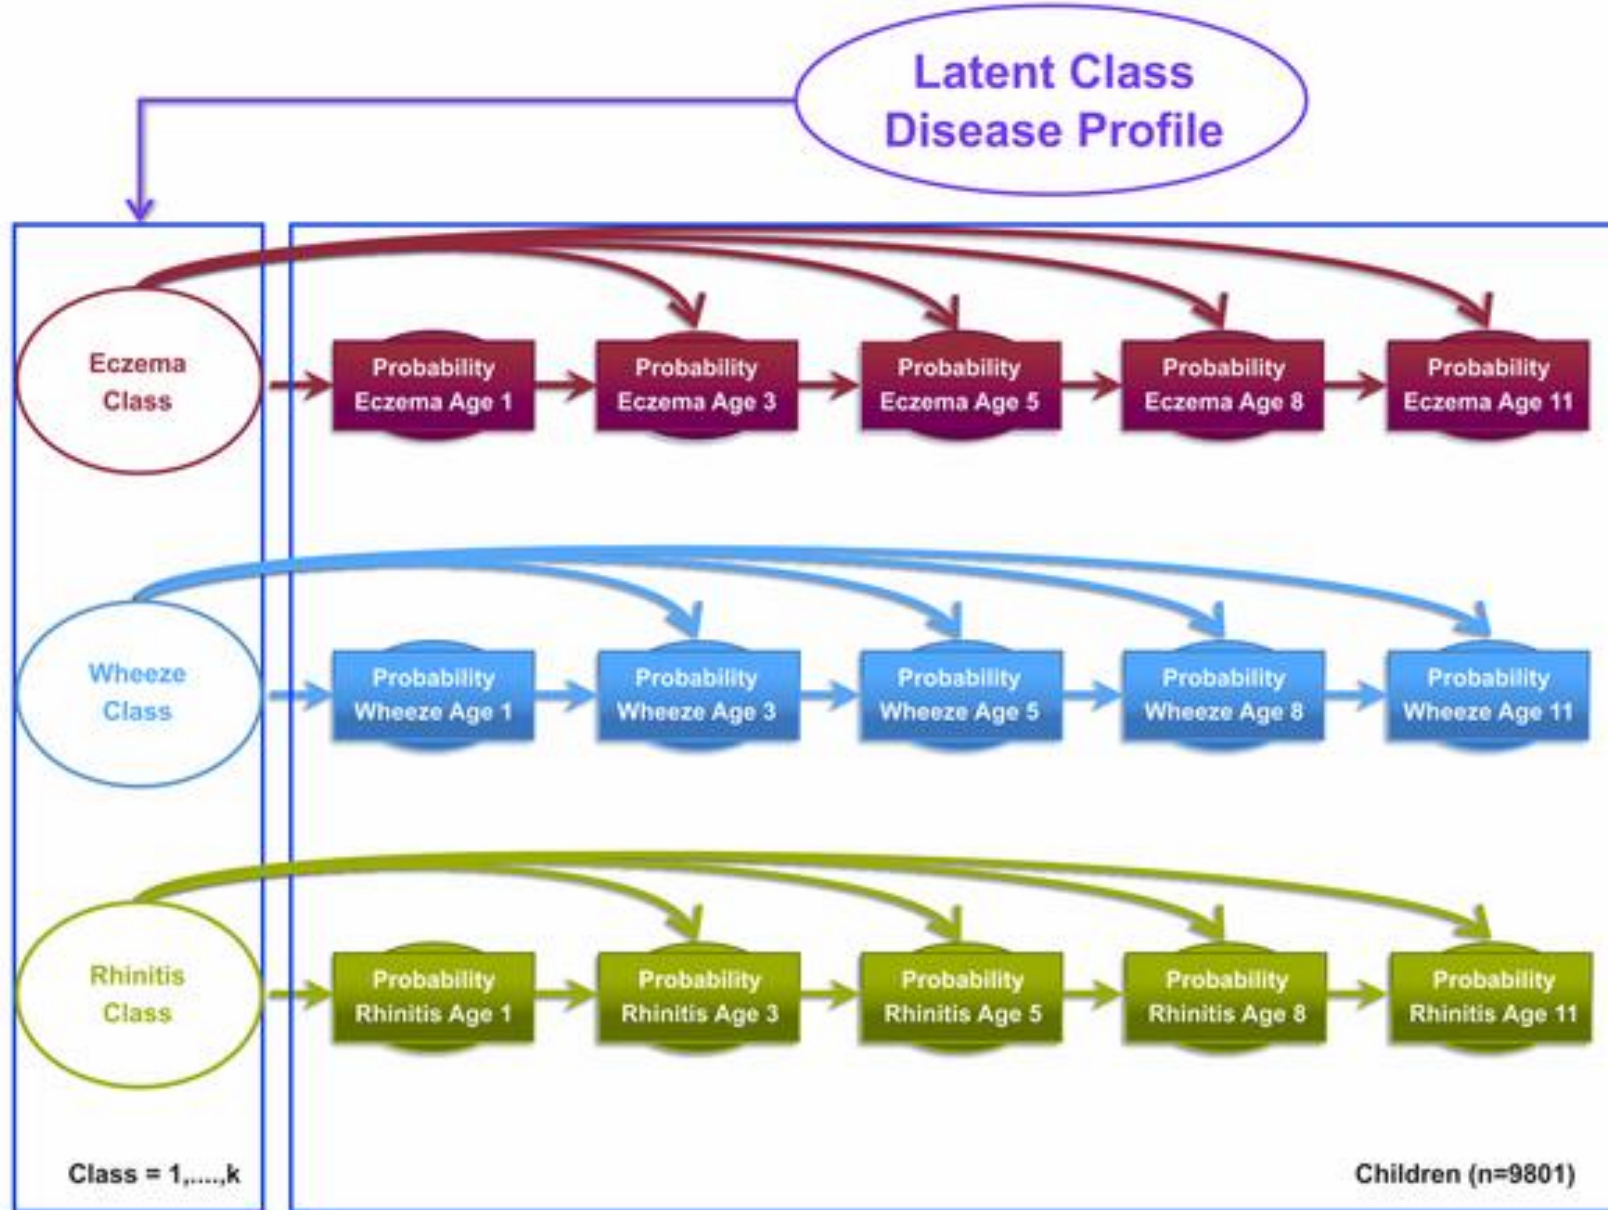 Latent Class
Disease Profile
Eczema
Class
Probability
Eczema Age 1
Probability
Eczema Age 3
Probability
Eczema Age 5
Probability
Eczema Age 8
Probability
Eczema Age 11
Wheeze
Class
Probability
Wheeze Age 1
Probability
Wheeze Age 3
Probability
Wheeze Age 5
Probability
Wheeze Age 8
Probability
Wheeze Age 11
Rhinitis
Class
Probability
Rhinitis Age 1
Probability
Rhinitis Age 3
Probability
Rhinitis Age 5
Probability
Rhinitis Age 8
Probability
Rhinitis Age 11
Class = 1,....,k
Children (n=9801)